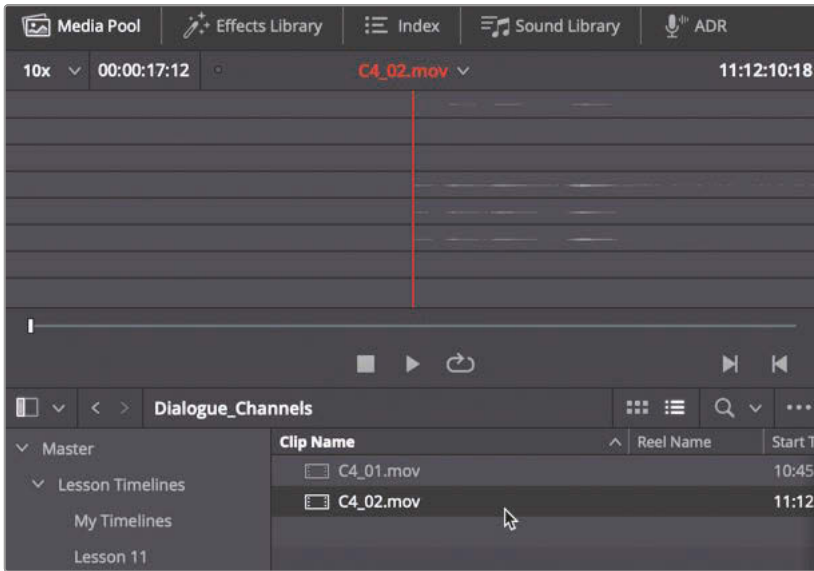 Media Pool Effects Library Index Sound Library ADR
10x 00:00:17:12 C4_02.mov 11:12:10:18
Dialogue_Channels
Clip Name Reel Name Start T
Master
C4_01.mov 10:45
Lesson Timelines
C4_02.mov 11:12
My Timelines
Lesson 11